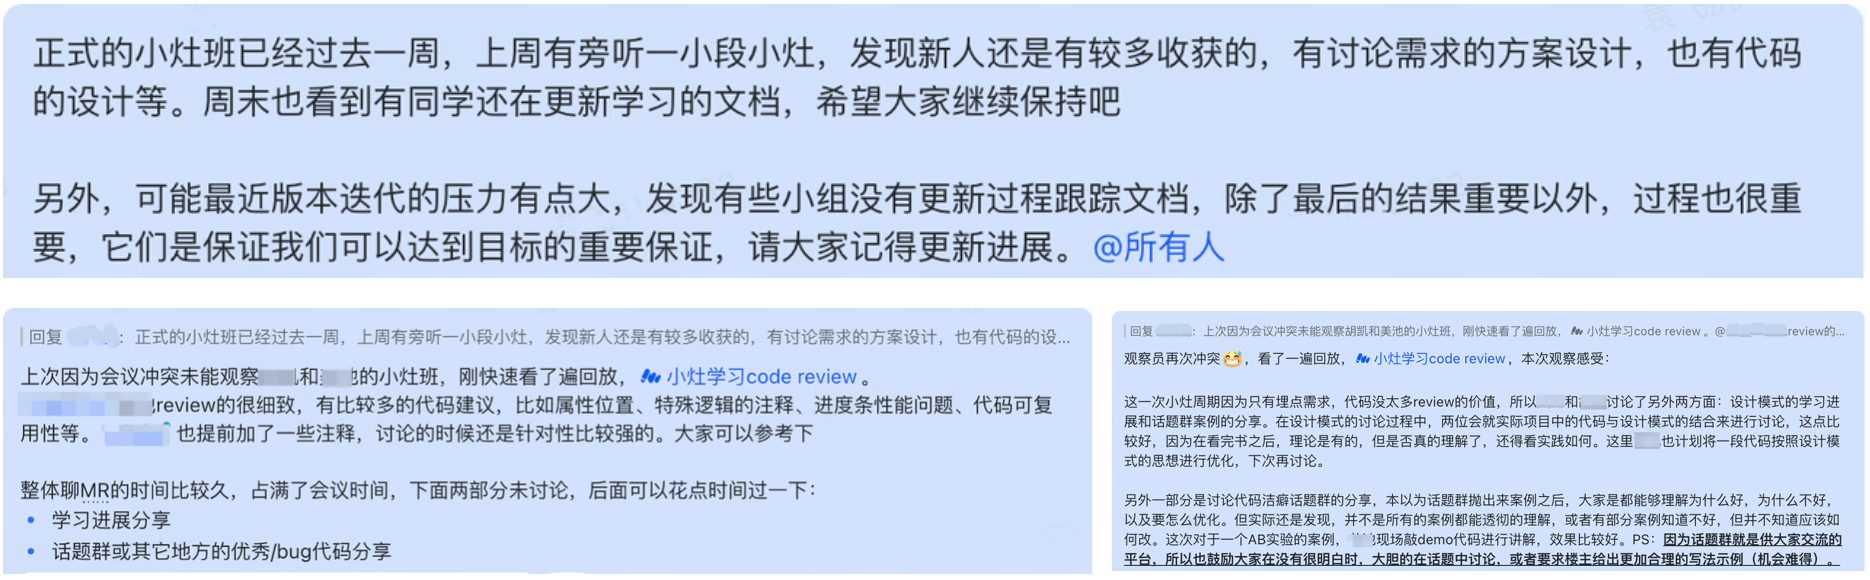 正式的小灶班已经过去一周，上周有旁听一小段小灶，发现新人还是有较多收获的，有讨论需求的方案设计，也有代码
的设计等。周末也看到有同学还在更新学习的文档，希望大家继续保持吧
另外，可能最近版本迭代的压力有点大，发现有些小组没有更新过程跟踪文档，除了最后的结果重要以外，过程也很重
要，它们是保证我们可以达到目标的重要保证，请大家记得更新进展。@所有人
回复 ：正式的小灶班已经过去一周，上周有旁听一小段小灶，发现新人还是有较多收获的，有讨论需求的方案设计，也有代码的设...
上次因为会议冲突未能观察 和 的小灶班，刚快速看了遍回放， 小灶学习code review 。
review的很细致，有比较多的代码建议，比如属性位置、特殊逻辑的注释、进度条性能问题、代码可复
用性等。 也提前加了一些注释，讨论的时候还是针对性比较强的。大家可以参考下
整体聊MR的时间比较久，占满了会议时间，下面两部分未讨论，后面可以花点时间过一下：
• 学习进展分享
• 话题群或其它地方的优秀/bug代码分享
回复 ：上次因为会议冲突未能观察胡凯和美池的小灶班，刚快速看了遍回放， 小灶学习code review 。@ review的...
观察员再次冲突😅，看了一遍回放， 小灶学习code review ，本次观察感受：
这一次小灶周期因为只有埋点需求，代码没太多review的价值，所以 和 讨论了另外两方面：设计模式的学习进
展和话题群案例的分享。在设计模式的讨论过程中，两位会就实际项目中的代码与设计模式的结合来进行讨论，这点比
较好，因为在看完书之后，理论是有的，但是否真的理解了，还得看实践如何。这里 也计划将一段代码按照设计模
式的思想进行优化，下次再讨论。
另外一部分是讨论代码洁癖话题群的分享，本以为话题群抛出来案例之后，大家是都能够理解为什么好，为什么不好，
以及要怎么优化。但实际还是发现，并不是所有的案例都能透彻的理解，或者有部分案例知道不好，但并不知道应该如
何改。这次对于一个AB实验的案例， 现场敲demo代码进行讲解，效果比较好。PS：因为话题群就是供大家交流的
平台，所以也鼓励大家在没有很明白时，大胆的在话题中讨论，或者要求楼主给出更加合理的写法示例（机会难得）。